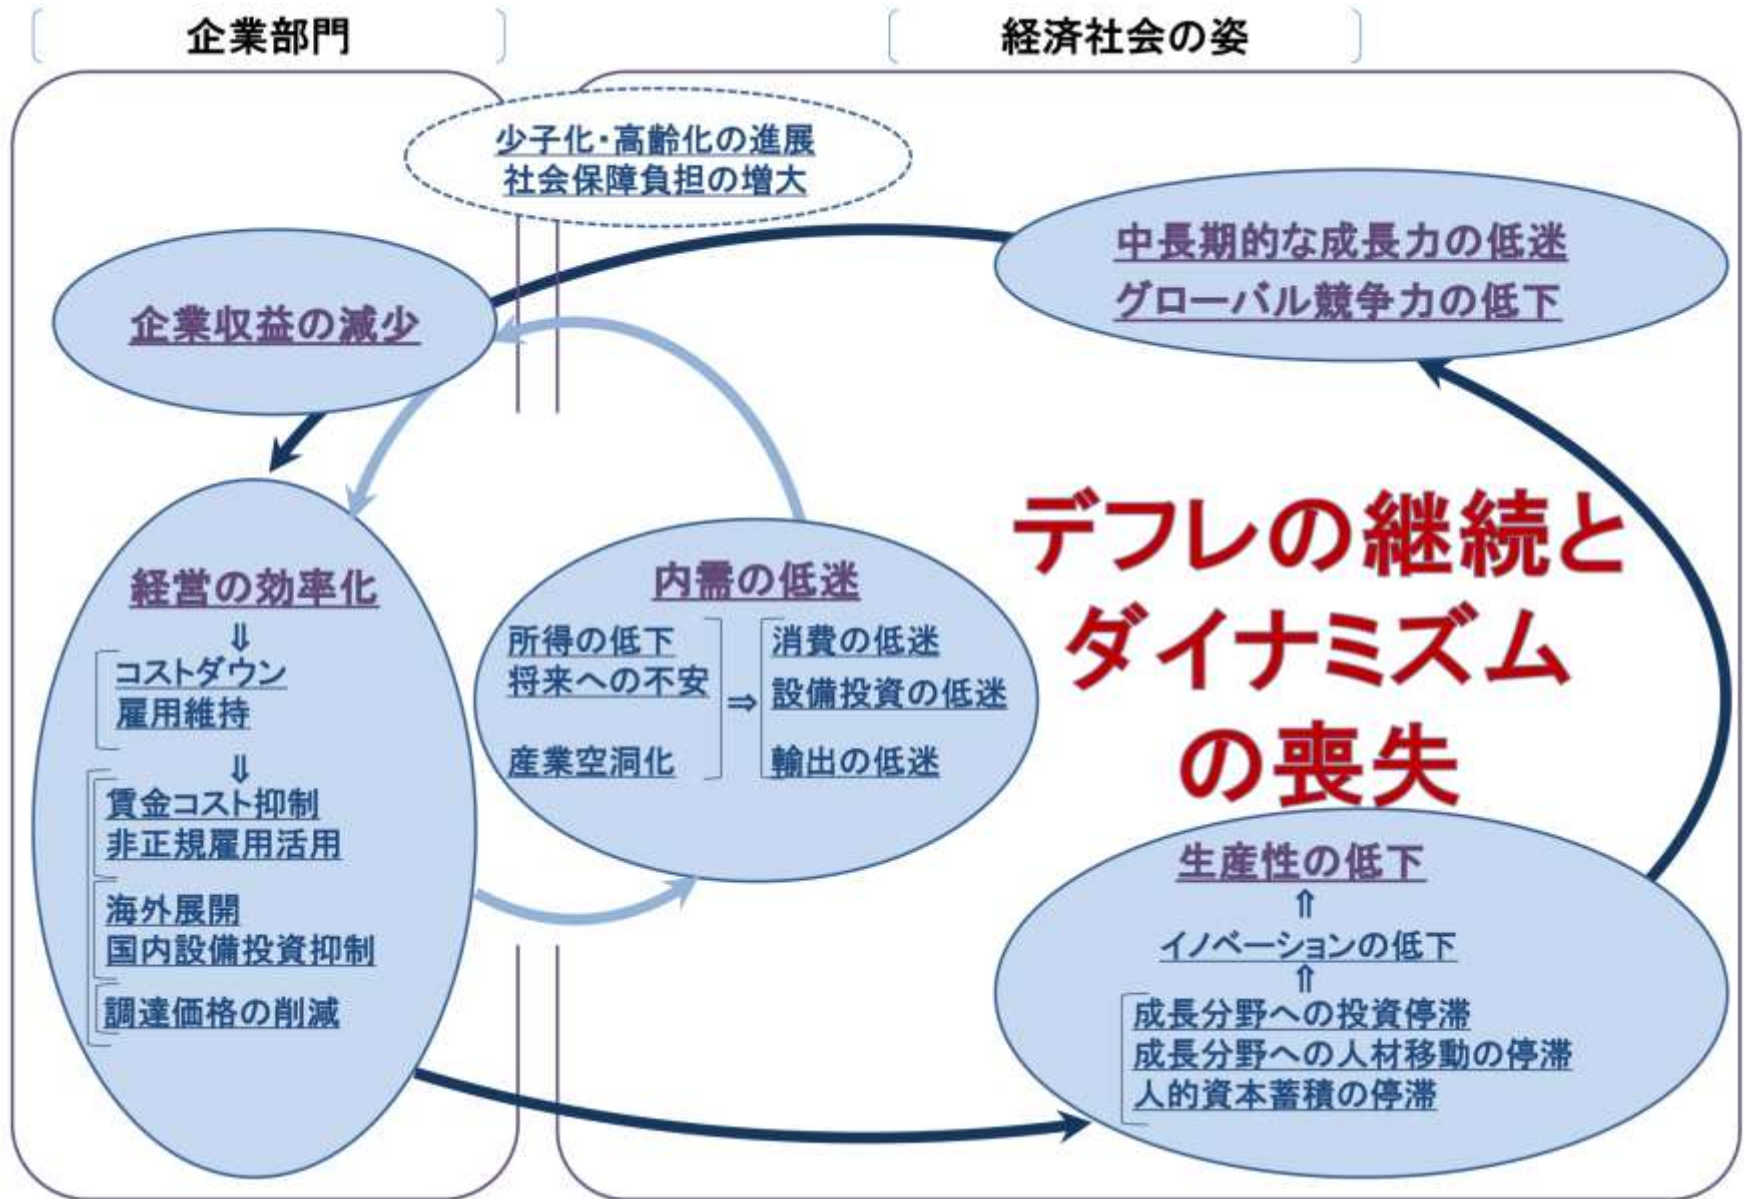 企業部門
経済社会の姿
少子化・高齢化の進展
社会保障負担の増大
中長期的な成長力の低迷
グローバル競争力の低下
企業収益の減少
デフレの継続と
ダイナミズム
の喪失
経営の効率化
⇓
コストダウン
雇用維持
⇓
賃金コスト抑制
非正規雇用活用
海外展開
国内設備投資抑制
調達価格の削減
内需の低迷
所得の低下
将来への不安
産業空洞化
⇒
消費の低迷
設備投資の低迷
輸出の低迷
生産性の低下
⇑
イノベーションの低下
⇑
成長分野への投資停滞
成長分野への人材移動の停滞
人的資本蓄積の停滞